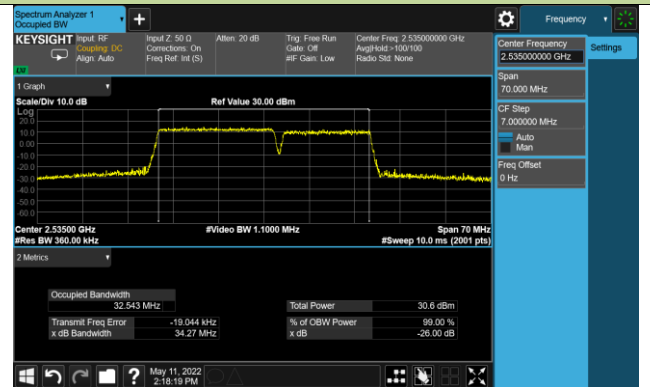 Spectrum Analyzer 1
Occupied BW
+
Frequency
KEYSIGHT
Input: RF
Coupling: DC
Align: Auto
Input Z: 50 Ω
Corrections: On
Freq Ref: Int (S)
Atten: 20 dB
Trig: Free Run
Gate: Off
#IF Gain: Low
Center Freq: 2.535000000 GHz
Avg|Hold:>100/100
Radio Std: None
LXI
Center Frequency
2.535000000 GHz
Settings
Span
70.000 MHz
CF Step
7.000000 MHz
Auto
Man
Freq Offset
0 Hz
1 Graph
Scale/Div 10.0 dB
Ref Value 30.00 dBm
Log
20.0
10.0
0.00
-10.0
-20.0
-30.0
-40.0
-50.0
-60.0
Center 2.53500 GHz
#Video BW 1.1000 MHz
Span 70 MHz
#Res BW 360.00 kHz
#Sweep 10.0 ms (2001 pts)
2 Metrics
Occupied Bandwidth
32.543 MHz
Total Power
30.6 dBm
Transmit Freq Error
-19.044 kHz
% of OBW Power
99.00 %
x dB Bandwidth
34.27 MHz
x dB
-26.00 dB
?
May 11, 2022
2:18:19 PM